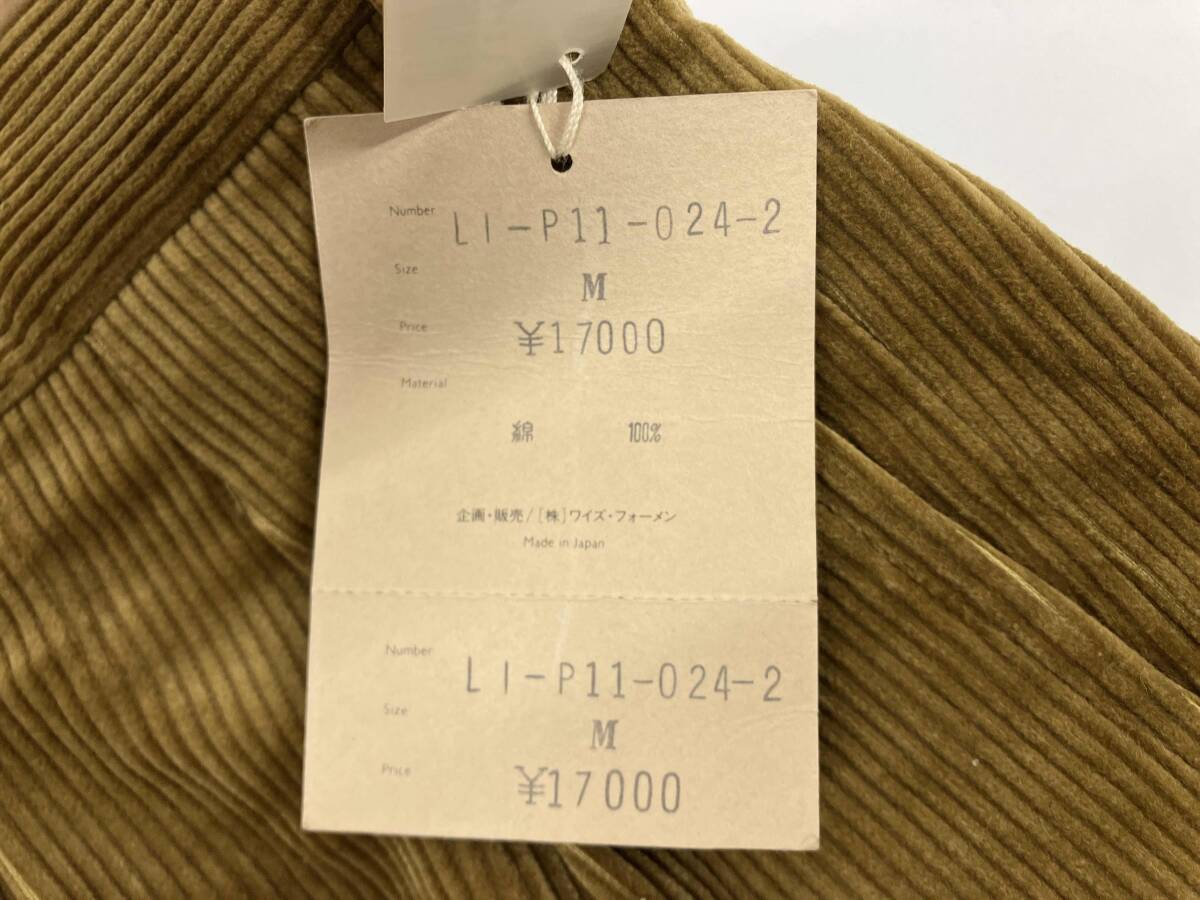 Number LI-P11-024-2
Size M
Price ¥17000
Material
綿 100%
企画・販売/[株]ワイズ・フォーメン
Made in Japan
Number LI-P11-024-2
Size M
Price ¥17000